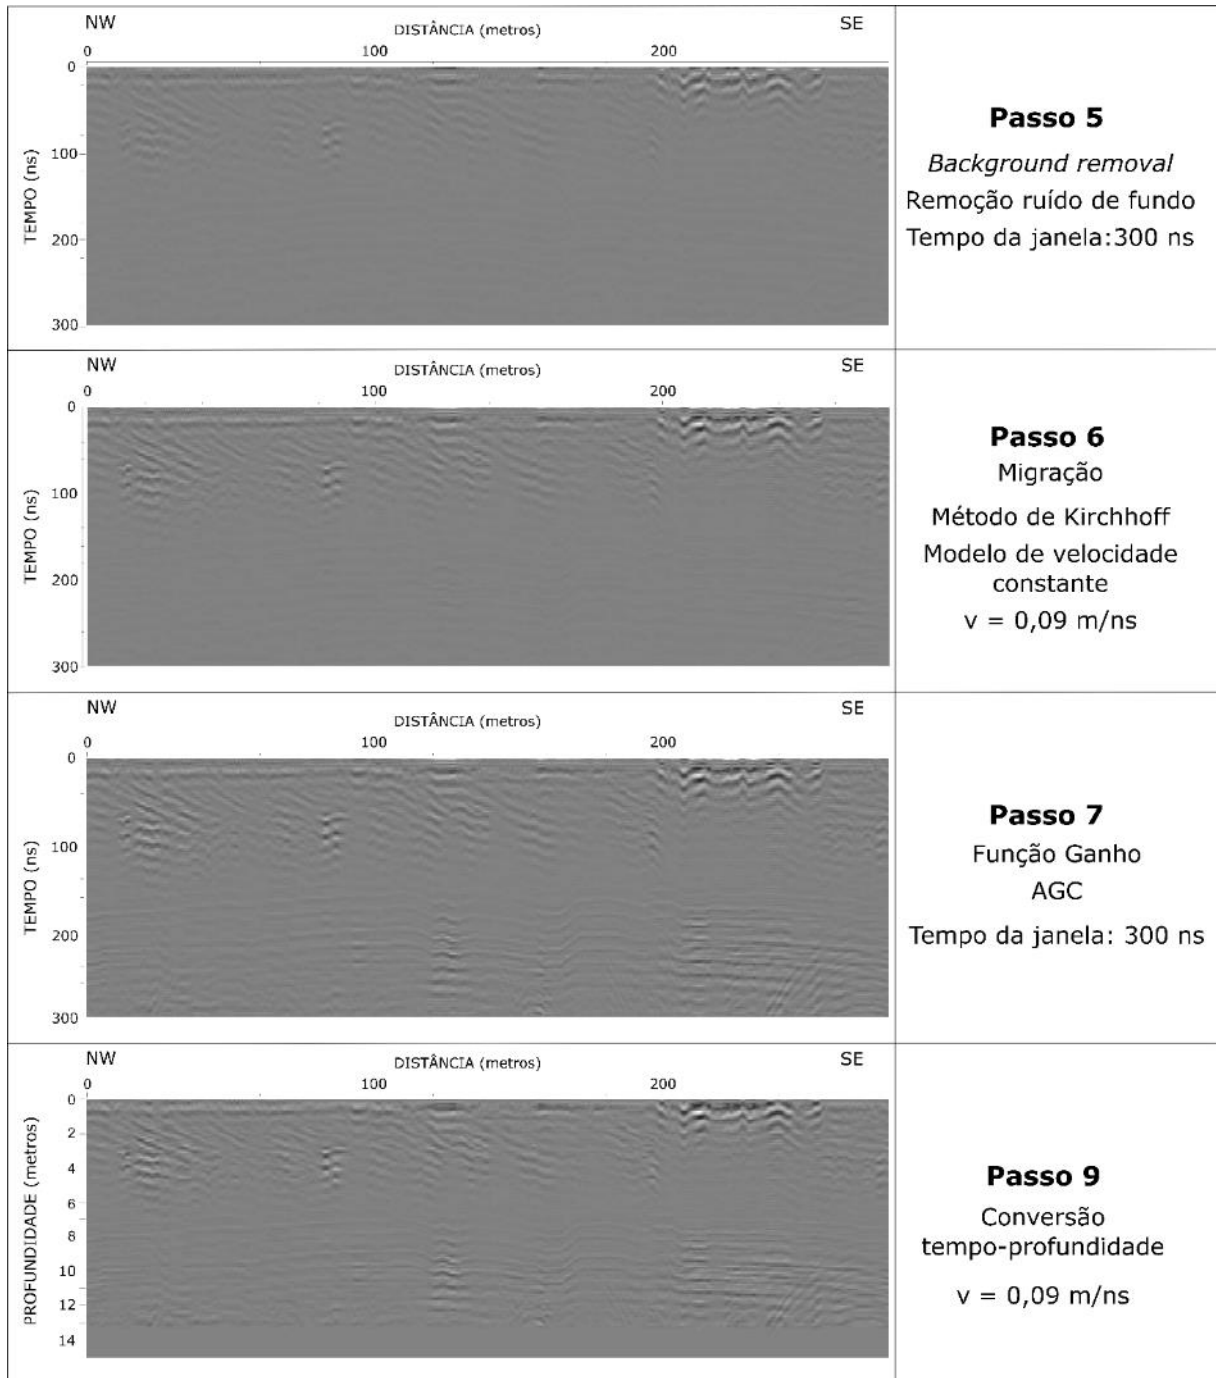 NW
DISTÂNCIA (metros)
SE
0
100
200
0
100
200
300
TEMPO (ns)
Passo 5
Background removal
Remoção ruído de fundo
Tempo da janela:300 ns
NW
DISTÂNCIA (metros)
SE
0
100
200
0
100
200
300
TEMPO (ns)
Passo 6
Migração
Método de Kirchhoff
Modelo de velocidade
constante
v = 0,09 m/ns
NW
DISTÂNCIA (metros)
SE
0
100
200
0
100
200
300
TEMPO (ns)
Passo 7
Função Ganho
AGC
Tempo da janela: 300 ns
NW
DISTÂNCIA (metros)
SE
0
100
200
0
2
4
6
8
10
12
14
PROFUNDIDADE (metros)
Passo 9
Conversão
tempo-profundidade
v = 0,09 m/ns